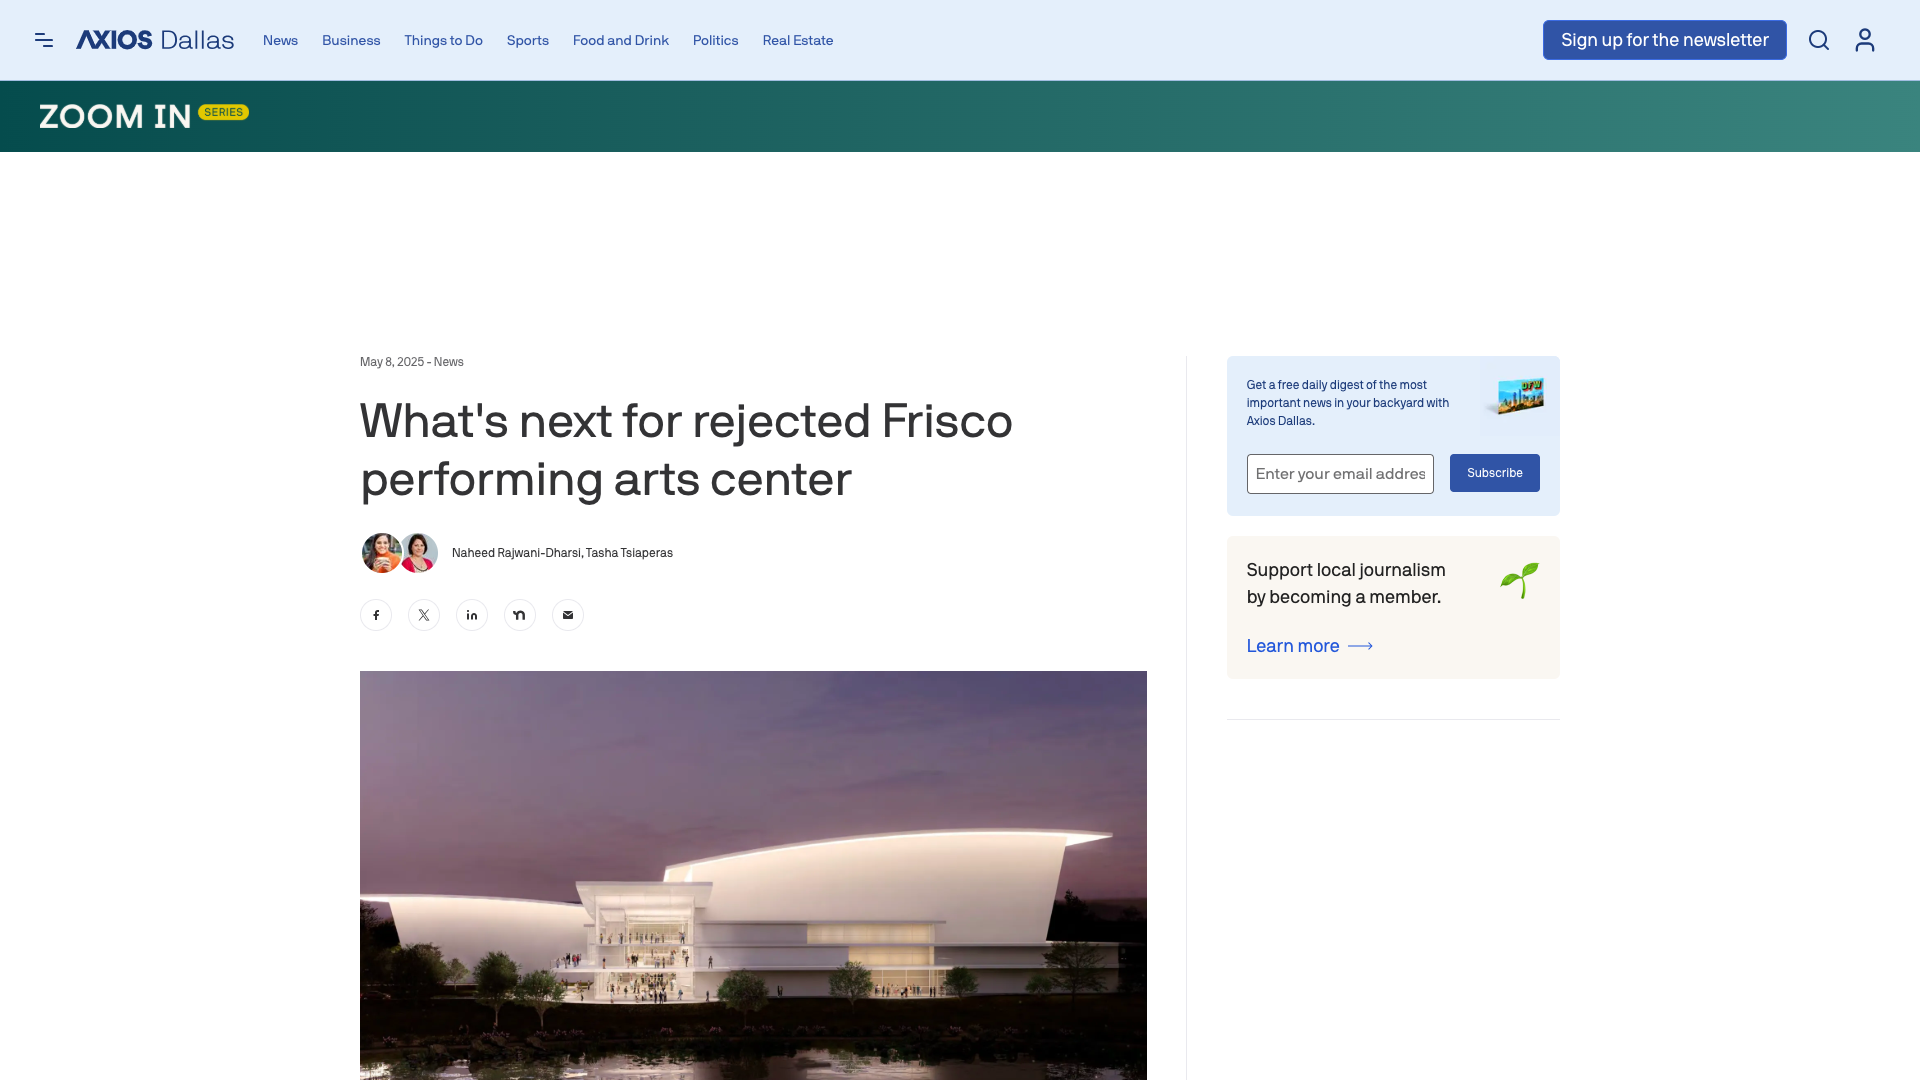 AXIOS Dallas
News
Business
Things to Do
Sports
Food and Drink
Politics
Real Estate
Sign up for the newsletter
ZOOM IN SERIES
May 8, 2025 - News
What's next for rejected Frisco
performing arts center
Naheed Rajwani-Dharsi, Tasha Tsiaperas
Get a free daily digest of the most
important news in your backyard with
Axios Dallas.
DFW
Enter your email addres
Subscribe
Support local journalism
by becoming a member.
Learn more